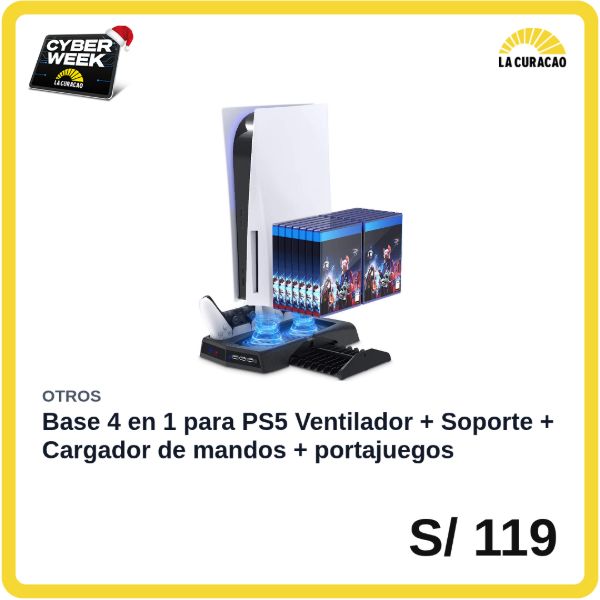 CYBER
WEEK
LA CURACAO
LA CURACAO
OTROS
Base 4 en 1 para PS5 Ventilador + Soporte +
Cargador de mandos + portajuegos
S/ 119